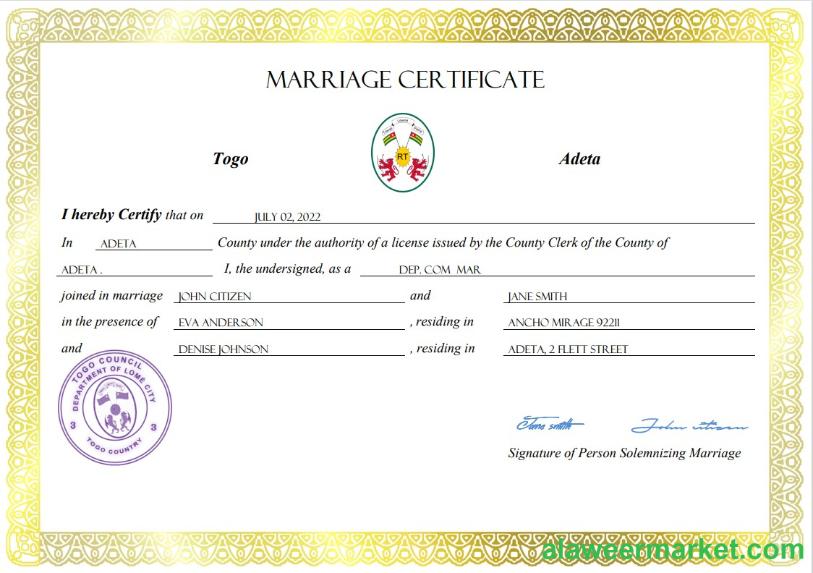 MARRIAGE CERTIFICATE
Togo
RT
Adeta
I hereby Certify that on JULY 02, 2022
In ADETA County under the authority of a license issued by the County Clerk of the County of
ADETA . I, the undersigned, as a DEP. COM MAR
joined in marriage JOHN CITIZEN and JANE SMITH
in the presence of EVA ANDERSON , residing in ANCHO MIRAGE 92211
and DENISE JOHNSON , residing in ADETA, 2 FLETT STREET
TOGO COUNCIL
DEPARTMENT OF LOME CITY
3 3
TOGO COUNTRY
Signature of Person Solemnizing Marriage
alaweermarket.com